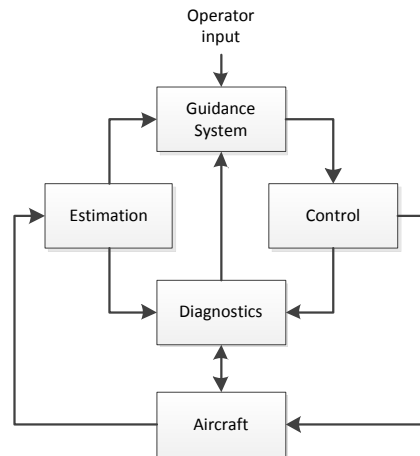 Operator
input
Guidance
System
Estimation
Control
Diagnostics
Aircraft